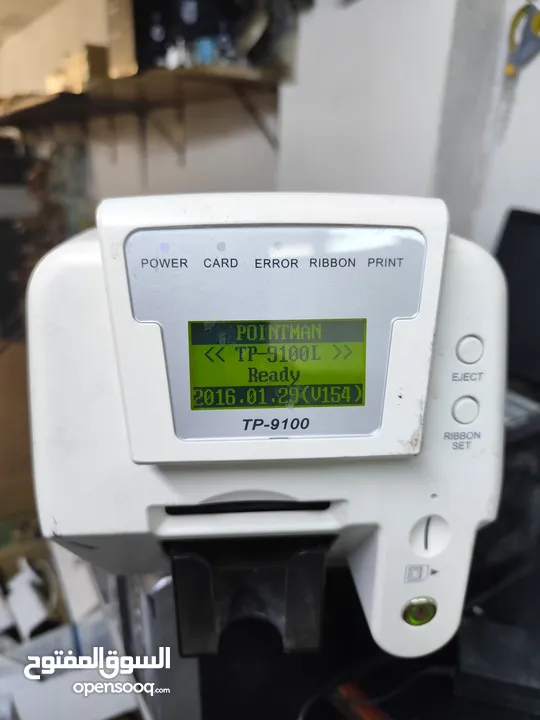 POWER CARD ERROR RIBBON PRINT
POINTMAN
<< TP-9100L >>
Ready
2016.01.29(V154)
TP-9100
EJECT
RIBBON
SET
السوق المفتوح
opensooq.com